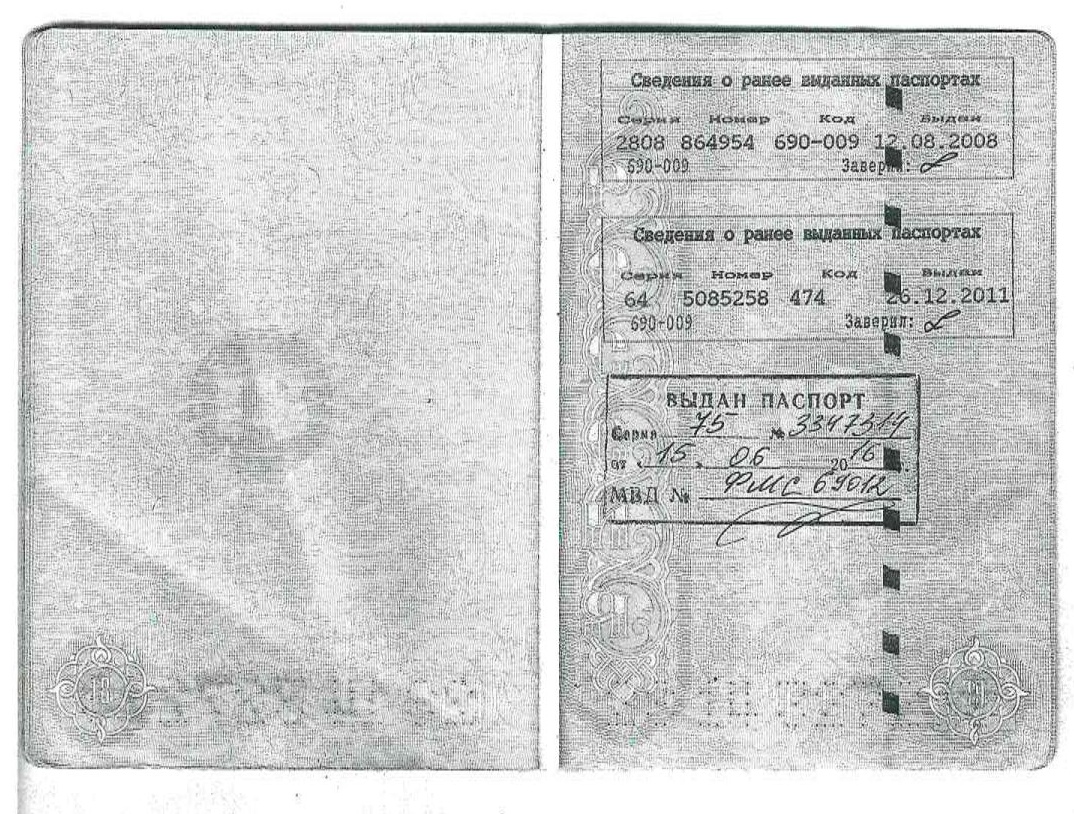 Сведения о ранее выданных паспортах
Серия Номер Код Выдан
2808 864954 690-009 12.08.2008
690-009 Заверил:
Сведения о ранее выданных паспортах
Серия Номер Код Выдан
64 5085258 474 26.12.2011
690-009 Заверил:
ВЫДАН ПАСПОРТ
Серия 75 № 3347314
от «15» 06 2016 г.
МВД № ФМС 69012
18
19